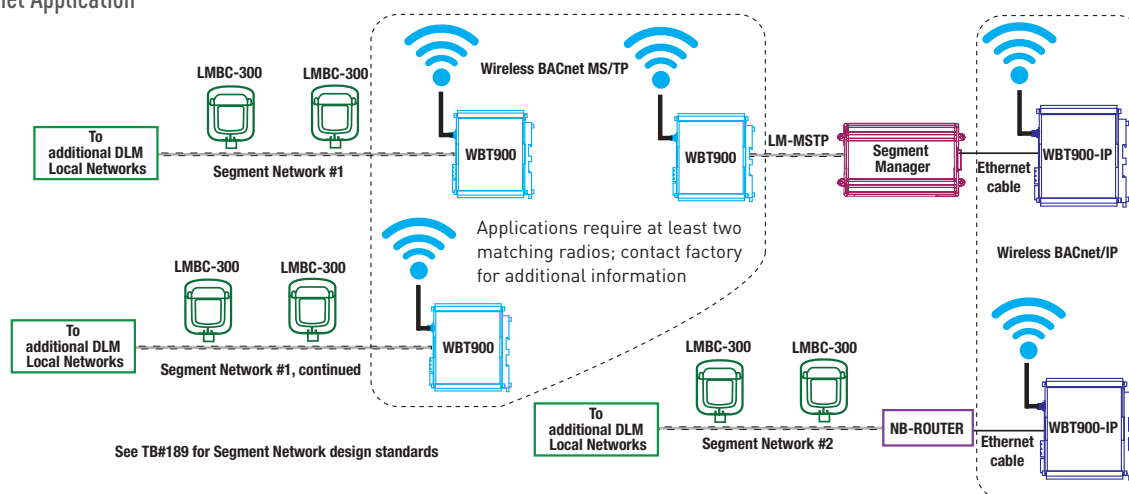 net Application
Wireless BACnet MS/TP
LMBC-300
LMBC-300
To
additional DLM
Local Networks
Segment Network #1
WBT900
WBT900
LM-MSTP
Segment
Manager
Ethernet
cable
WBT900-IP
Applications require at least two
matching radios; contact factory
for additional information
Wireless BACnet/IP
LMBC-300
LMBC-300
To
additional DLM
Local Networks
Segment Network #1, continued
WBT900
LMBC-300
LMBC-300
To
additional DLM
Local Networks
Segment Network #2
NB-ROUTER
Ethernet
cable
WBT900-IP
See TB#189 for Segment Network design standards